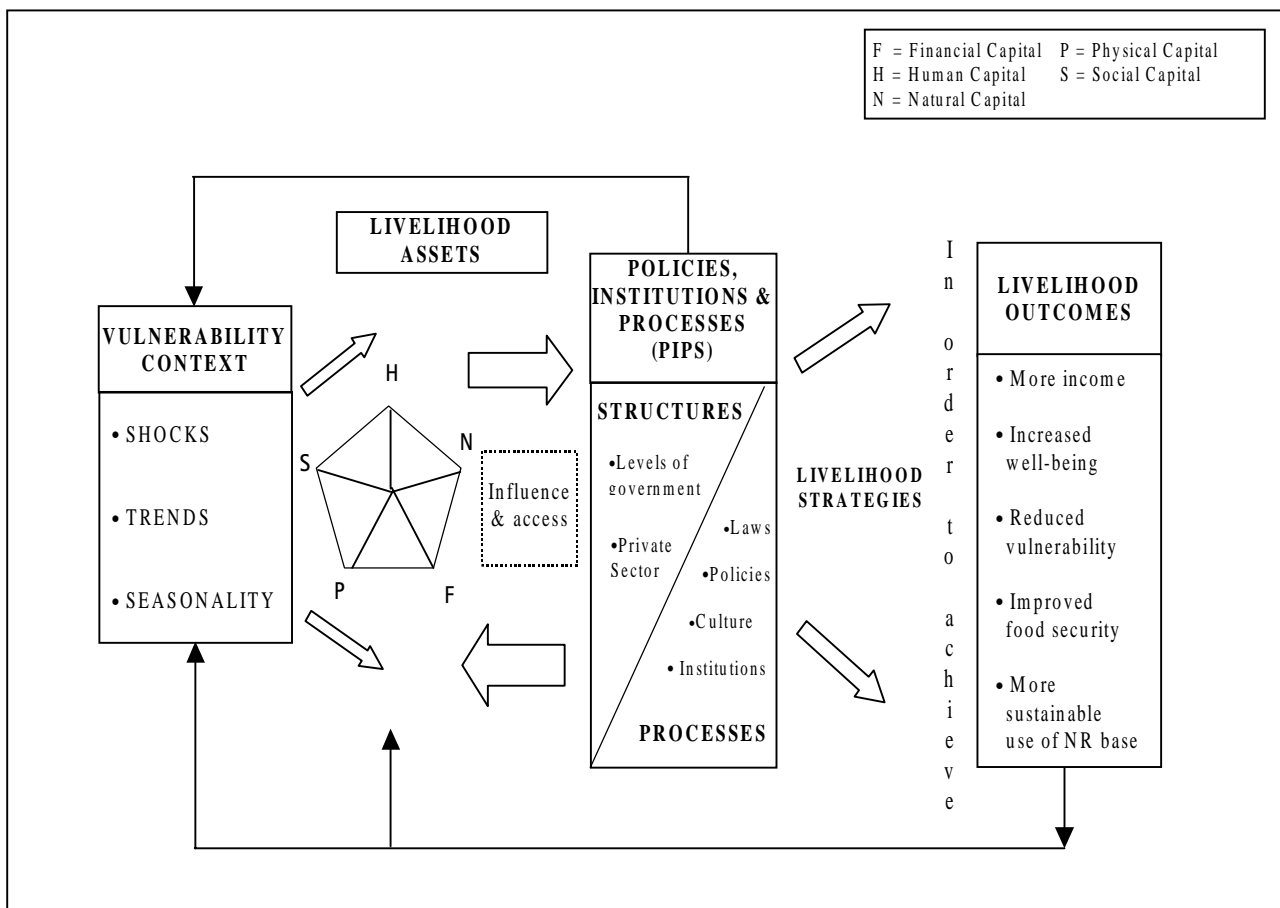 F = Financial Capital P = Physical Capital
H = Human Capital S = Social Capital
N = Natural Capital
LIVELIHOOD
ASSETS
VULNERABILITY
CONTEXT
• SHOCKS
• TRENDS
• SEASONALITY
H
S
N
P
F
Influence
& access
POLICIES,
INSTITUTIONS &
PROCESSES
(PIPS)
STRUCTURES
•Levels of
government
•Private
Sector
•Laws
•Policies
•Culture
• Institutions
PROCESSES
LIVELIHOOD
STRATEGIES
In order to achieve
LIVELIHOOD
OUTCOMES
• More income
• Increased
well-being
• Reduced
vulnerability
• Improved
food security
• More
sustainable
use of NR base